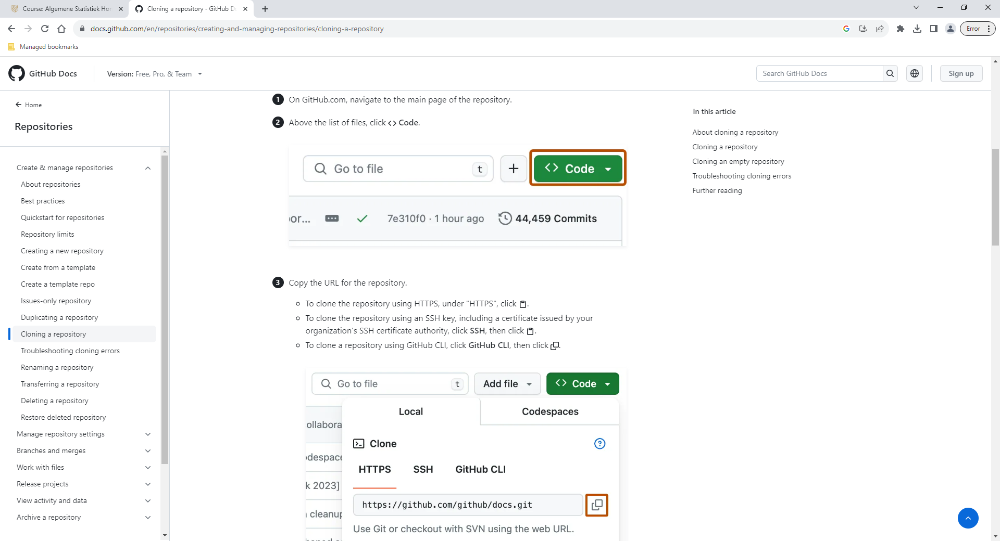 Course: Algemene Statistiek Hor
Cloning a repository - GitHub Do
docs.github.com/en/repositories/creating-and-managing-repositories/cloning-a-repository
Error
Managed bookmarks
GitHub Docs
Version: Free, Pro, & Team
Search GitHub Docs
Sign up
Home
Repositories
Create & manage repositories
About repositories
Best practices
Quickstart for repositories
Repository limits
Creating a new repository
Create from a template
Create a template repo
Issues-only repository
Duplicating a repository
Cloning a repository
Troubleshooting cloning errors
Renaming a repository
Transferring a repository
Deleting a repository
Restore deleted repository
Manage repository settings
Branches and merges
Work with files
Release projects
View activity and data
Archive a repository
1 On GitHub.com, navigate to the main page of the repository.
2 Above the list of files, click <> Code.
Go to file t + <> Code
or... 7e310f0 · 1 hour ago 44,459 Commits
3 Copy the URL for the repository.
To clone the repository using HTTPS, under "HTTPS", click .
To clone the repository using an SSH key, including a certificate issued by your
organization's SSH certificate authority, click SSH, then click .
To clone a repository using GitHub CLI, click GitHub CLI, then click .
Go to file t Add file <> Code
Local Codespaces
collabora
Clone ?
odespace
HTTPS SSH GitHub CLI
k 2023]
https://github.com/github/docs.git
cleanup
Use Git or checkout with SVN using the web URL.
In this article
About cloning a repository
Cloning a repository
Cloning an empty repository
Troubleshooting cloning errors
Further reading